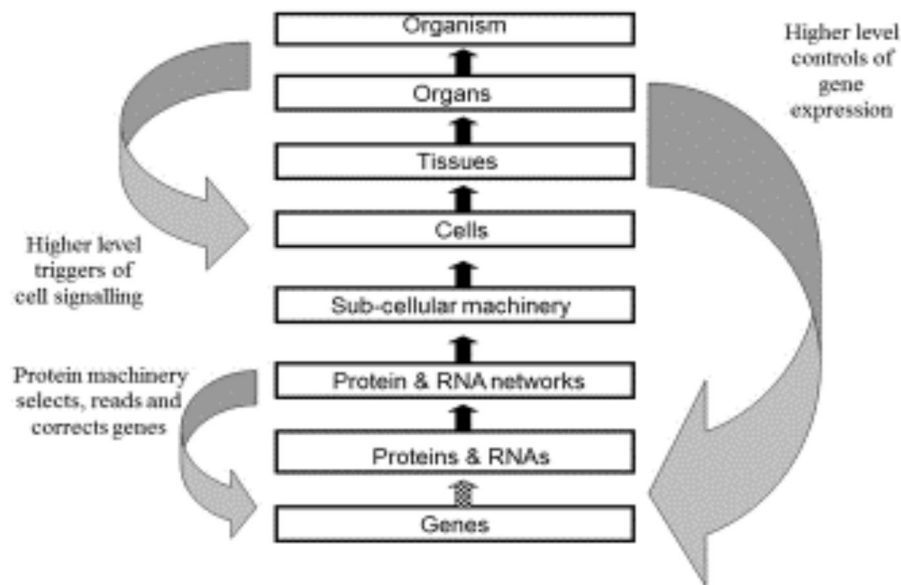 Organism
Organs
Tissues
Cells
Sub-cellular machinery
Protein & RNA networks
Proteins & RNAs
Genes
Higher level
triggers of
cell signalling
Protein machinery
selects, reads and
corrects genes
Higher level
controls of
gene
expression